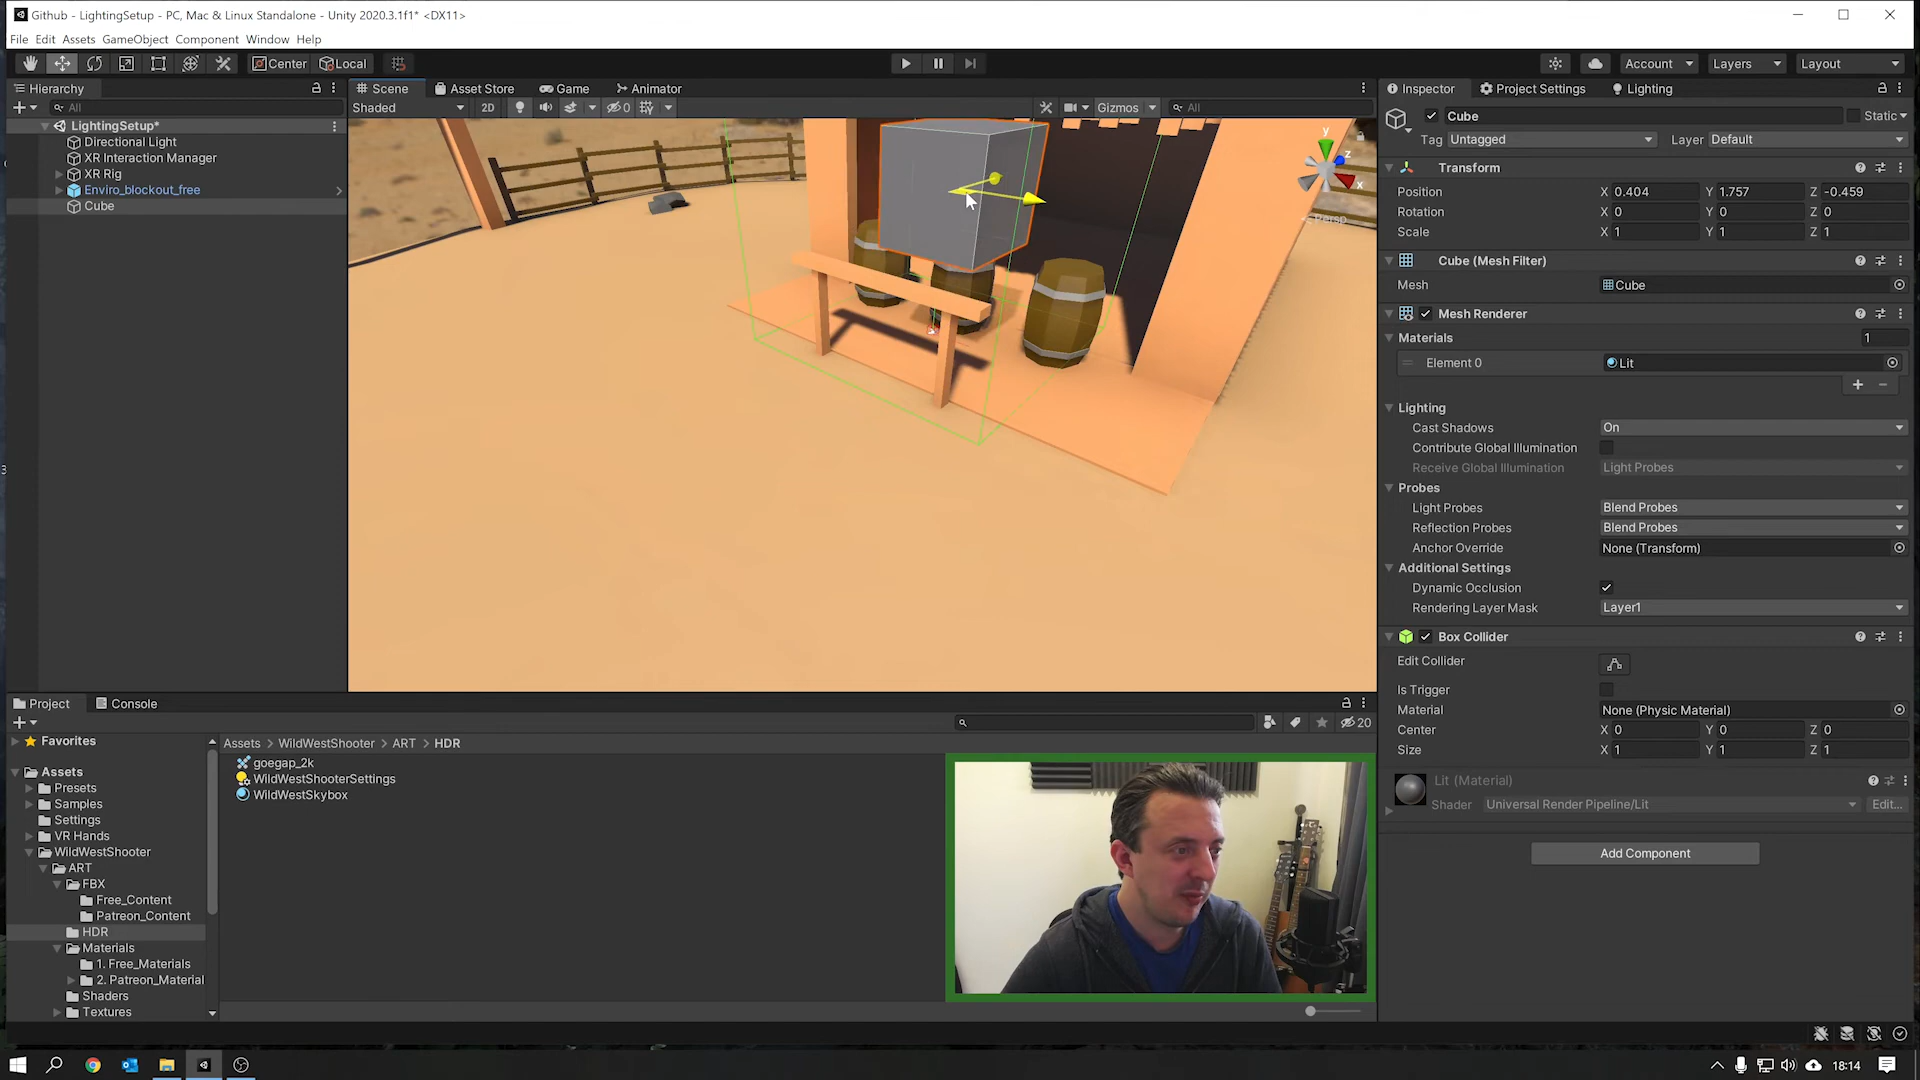 Github - LightingSetup - PC, Mac & Linux Standalone - Unity 2020.3.1f1* <DX11>
File Edit Assets GameObject Component Window Help
Center Local Account Layers Layout
Hierarchy
All
LightingSetup*
Directional Light
XR Interaction Manager
XR Rig
Enviro_blockout_free
Cube
Scene Asset Store Game Animator
Shaded 2D 0 Gizmos All
y
z
x
Persp
Inspector Project Settings Lighting
Cube Static
Tag Untagged Layer Default
Transform
Position X 0.404 Y 1.757 Z -0.459
Rotation X 0 Y 0 Z 0
Scale X 1 Y 1 Z 1
Cube (Mesh Filter)
Mesh Cube
Mesh Renderer
Materials 1
Element 0 Lit
Lighting
Cast Shadows On
Contribute Global Illumination
Receive Global Illumination Light Probes
Probes
Light Probes Blend Probes
Reflection Probes Blend Probes
Anchor Override None (Transform)
Additional Settings
Dynamic Occlusion
Rendering Layer Mask Layer1
Box Collider
Edit Collider
Is Trigger
Material None (Physic Material)
Center X 0 Y 0 Z 0
Size X 1 Y 1 Z 1
Lit (Material)
Shader Universal Render Pipeline/Lit Edit...
Add Component
Project Console
20
Favorites
Assets
Presets
Samples
Settings
VR Hands
WildWestShooter
ART
FBX
Free_Content
Patreon_Content
HDR
Materials
1. Free_Materials
2. Patreon_Material
Shaders
Textures
Assets > WildWestShooter > ART > HDR
goegap_2k
WildWestShooterSettings
WildWestSkybox
18:14